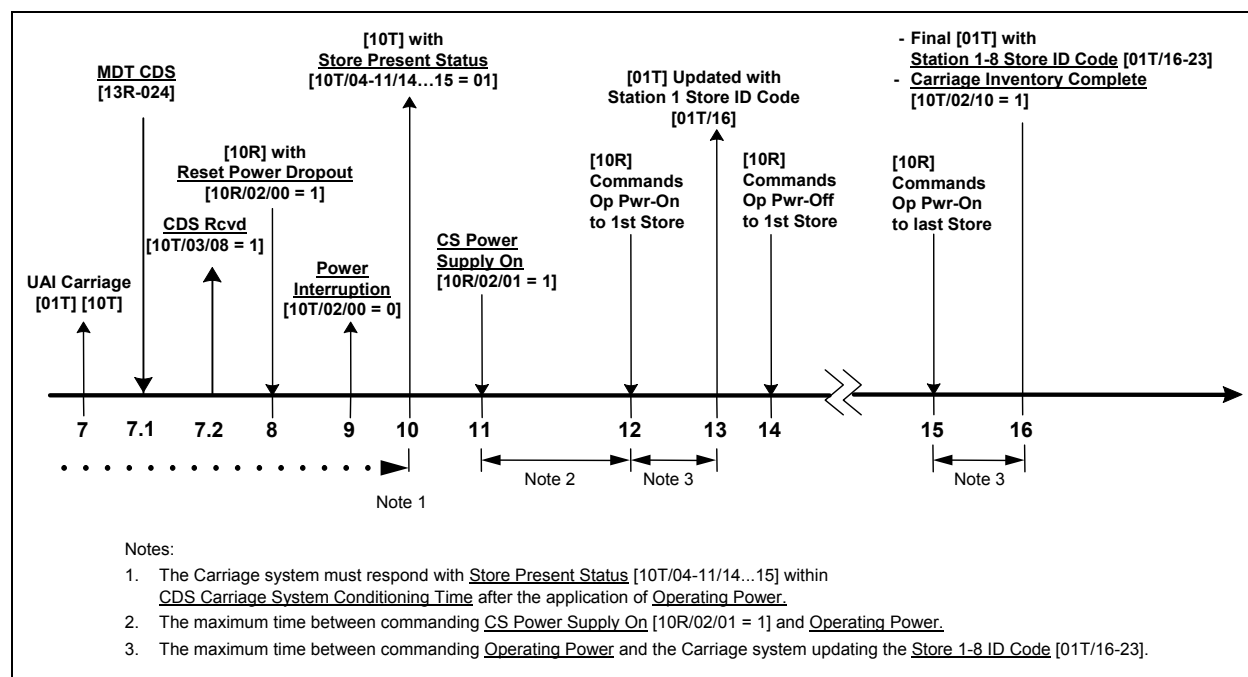 MDT CDS
[13R-024]
[10R] with
Reset Power Dropout
[10R/02/00 = 1]
CDS Rcvd
[10T/03/08 = 1]
UAI Carriage
[01T] [10T]
Power
Interruption
[10T/02/00 = 0]
[10T] with
Store Present Status
[10T/04-11/14...15 = 01]
CS Power
Supply On
[10R/02/01 = 1]
[10R]
Commands
Op Pwr-On
to 1st Store
[01T] Updated with
Station 1 Store ID Code
[01T/16]
[10R]
Commands
Op Pwr-Off
to 1st Store
[10R]
Commands
Op Pwr-On
to last Store
- Final [01T] with
Station 1-8 Store ID Code [01T/16-23]
- Carriage Inventory Complete
[10T/02/10 = 1]
7 7.1 7.2 8 9 10 11 12 13 14 15 16
Note 1
Note 2
Note 3
Note 3
Notes:
1. The Carriage system must respond with Store Present Status [10T/04-11/14...15] within
CDS Carriage System Conditioning Time after the application of Operating Power.
2. The maximum time between commanding CS Power Supply On [10R/02/01 = 1] and Operating Power.
3. The maximum time between commanding Operating Power and the Carriage system updating the Store 1-8 ID Code [01T/16-23].